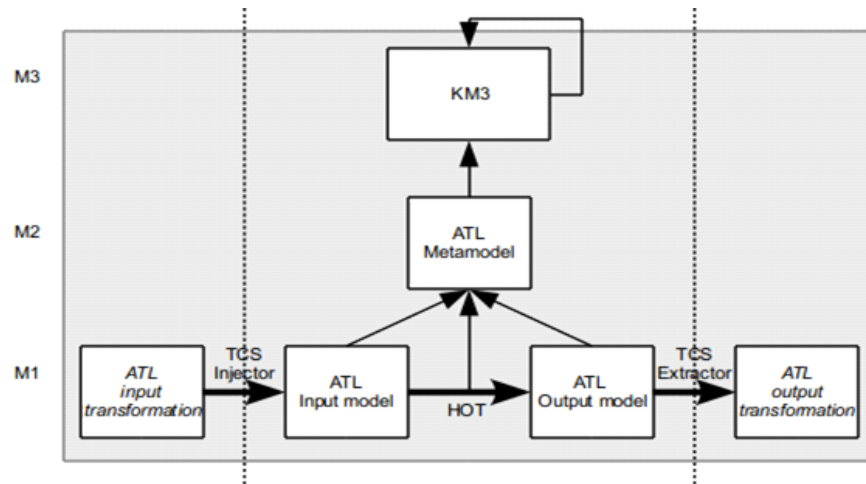 M3
KM3
M2
ATL
Metamodel
M1
ATL
input
transformation
TCS
Injector
ATL
Input model
HOT
ATL
Output model
TCS
Extractor
ATL
output
transformation